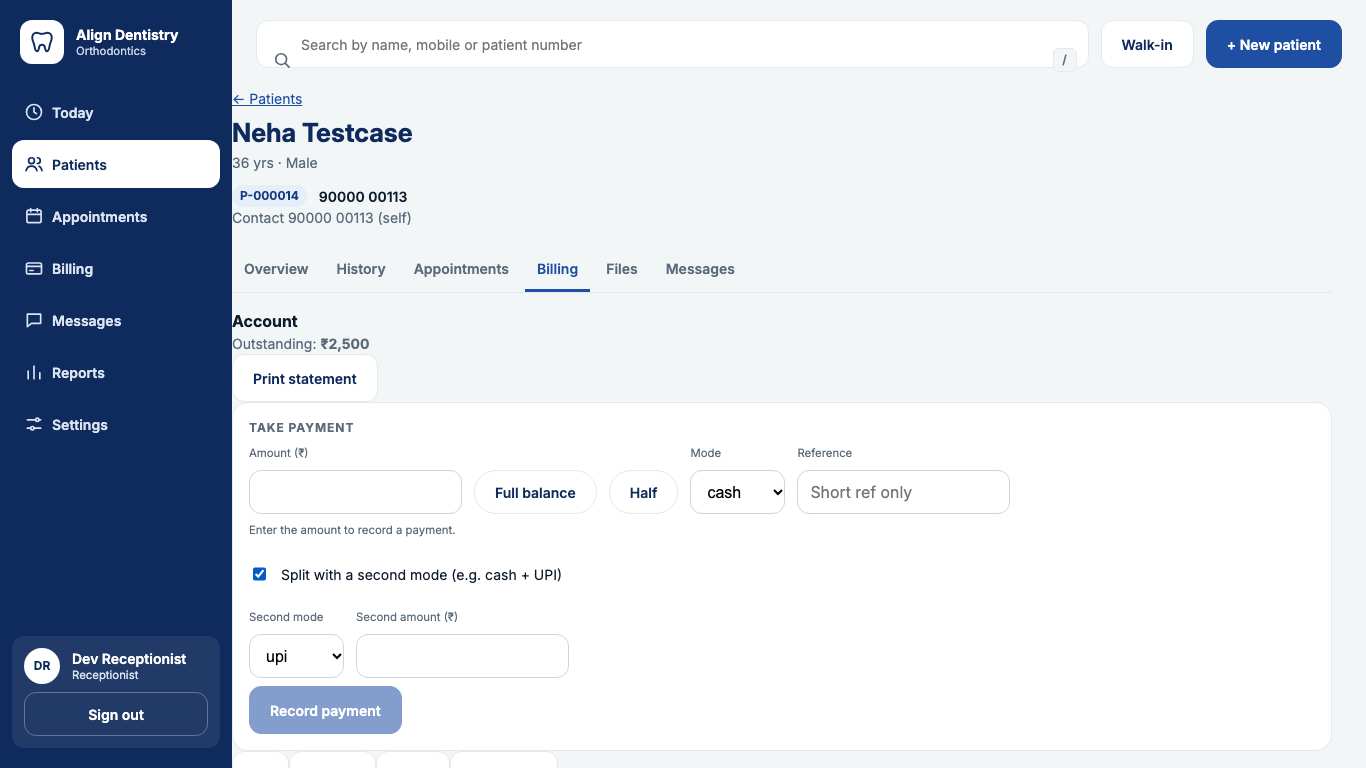 Align Dentistry
Orthodontics
Today
Patients
Appointments
Billing
Messages
Reports
Settings
DR
Dev Receptionist
Receptionist
Sign out
Search by name, mobile or patient number
/
Walk-in
+ New patient
← Patients
Neha Testcase
36 yrs · Male
P-000014 90000 00113
Contact 90000 00113 (self)
Overview History Appointments Billing Files Messages
Account
Outstanding: ₹2,500
Print statement
TAKE PAYMENT
Amount (₹) Mode Reference
Full balance Half cash Short ref only
Enter the amount to record a payment.
Split with a second mode (e.g. cash + UPI)
Second mode Second amount (₹)
upi
Record payment